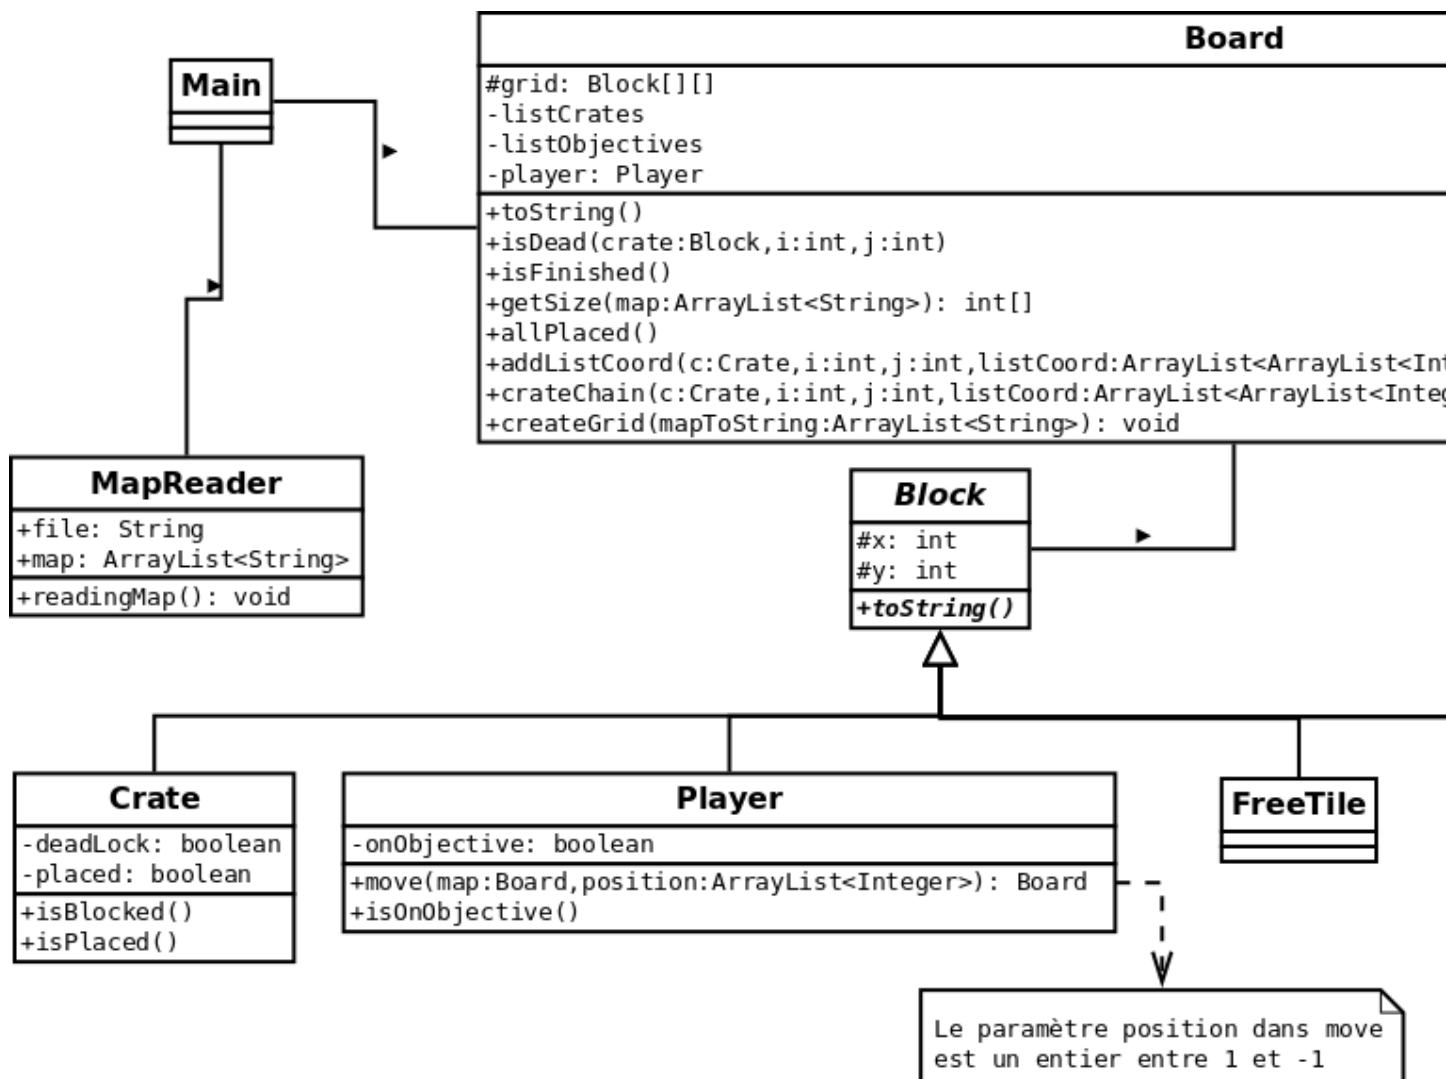 Board
Main
#grid: Block[][]
-listCrates
-listObjectives
-player: Player
+toString()
+isDead(crate:Block,i:int,j:int)
+isFinished()
+getSize(map:ArrayList<String>): int[]
+allPlaced()
+addListCoord(c:Crate,i:int,j:int,listCoord:ArrayList<ArrayList<Int
+crateChain(c:Crate,i:int,j:int,listCoord:ArrayList<ArrayList<Integ
+createGrid(mapToString:ArrayList<String>): void
MapReader
+file: String
+map: ArrayList<String>
+readingMap(): void
Block
#x: int
#y: int
+toString()
Crate
-deadLock: boolean
-placed: boolean
+isBlocked()
+isPlaced()
Player
-onObjective: boolean
+move(map:Board,position:ArrayList<Integer>): Board
+isOnObjective()
FreeTile
Le paramètre position dans move
est un entier entre 1 et -1